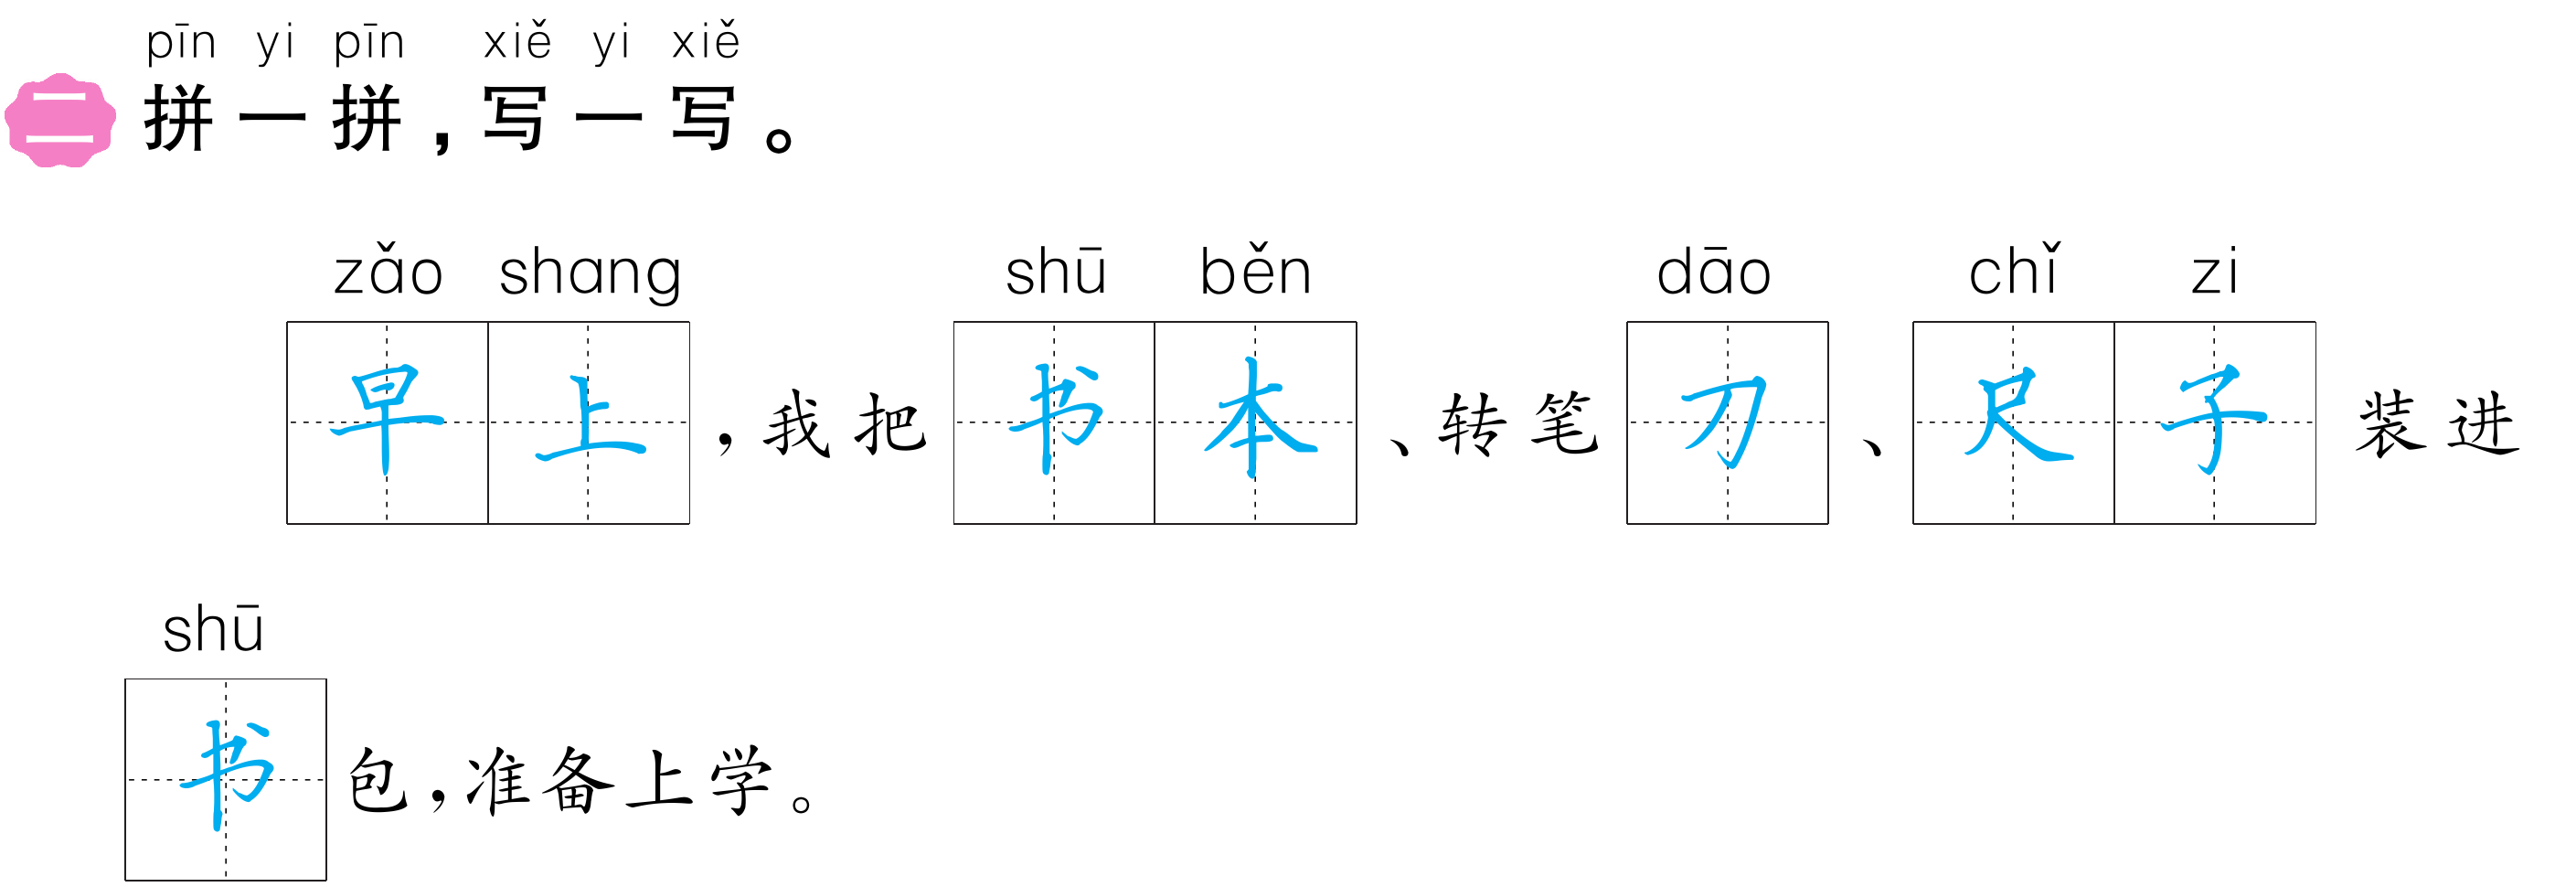 pīn yi pīn xiě yi xiě
二 拼一拼，写一写。
zǎo shang shū běn dāo chǐ zi
早上，我把书本、转笔刀、尺子装进
shū
书包，准备上学。